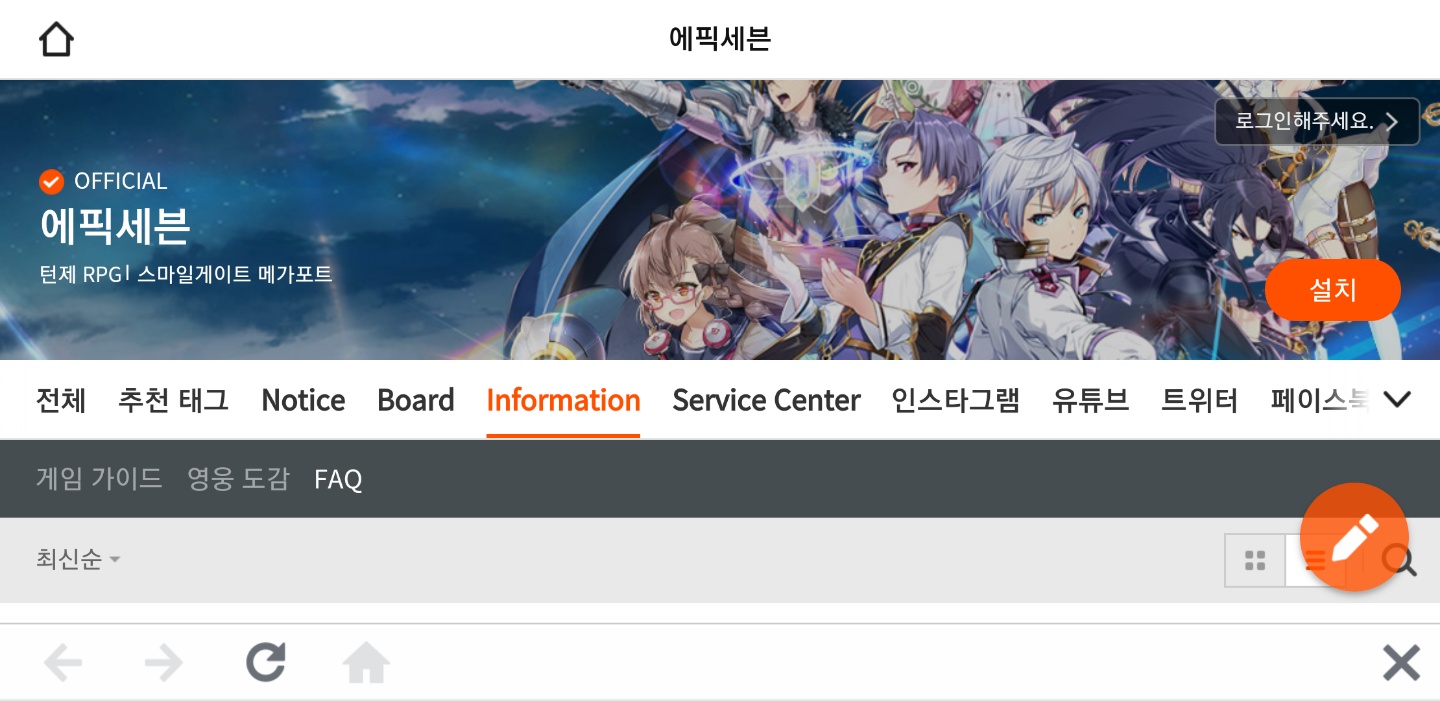 에픽세븐
로그인해주세요.
OFFICIAL
에픽세븐
턴제 RPG | 스마일게이트 메가포트
설치
전체 추천 태그 Notice Board Information Service Center 인스타그램 유튜브 트위터 페이스북
게임 가이드 영웅 도감 FAQ
최신순